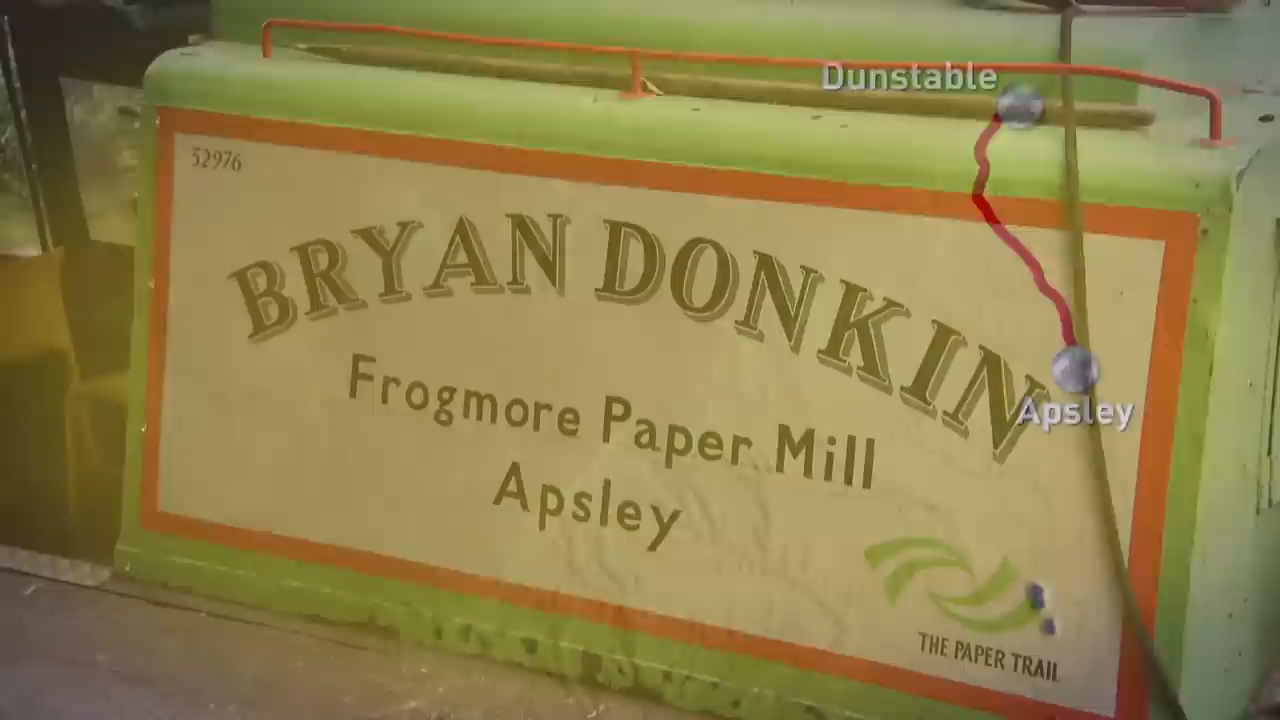 Dunstable
52976
BRYAN DONKIN
Frogmore Paper Mill
Apsley
Apsley
THE PAPER TRAIL